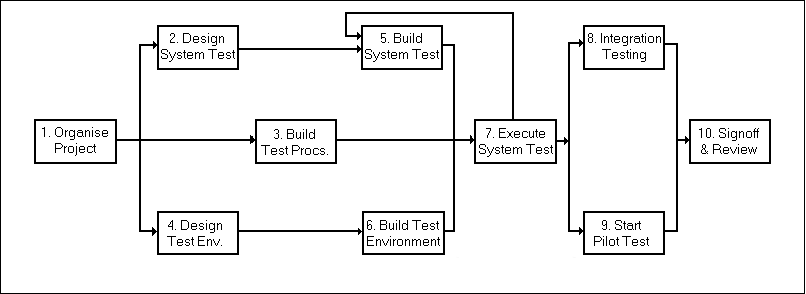 2. Design
System Test
5. Build
System Test
8. Integration
Testing
1. Organise
Project
3. Build
Test Procs.
7. Execute
System Test
10. Signoff
& Review
4. Design
Test Env.
6. Build Test
Environment
9. Start
Pilot Test